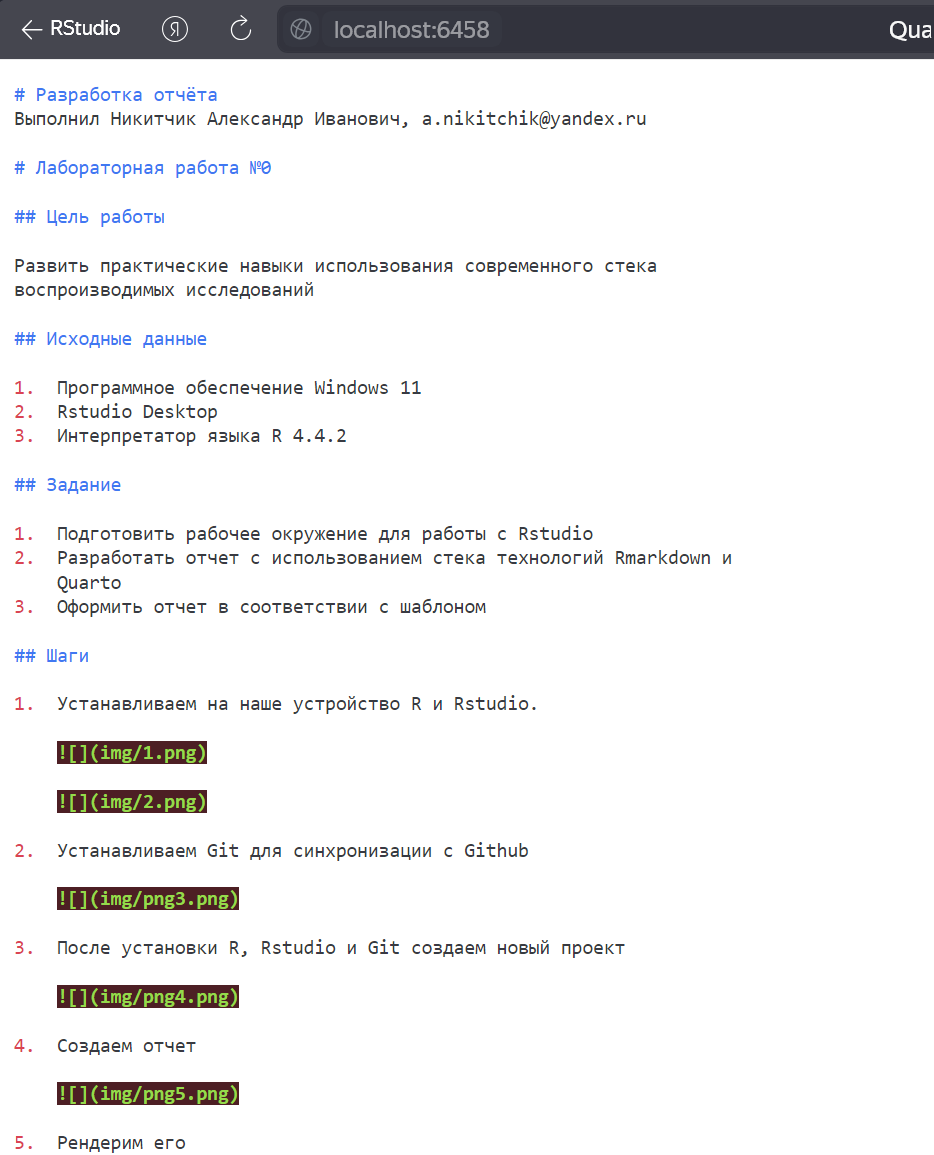 ← RStudio Я localhost:6458 Qua
# Разработка отчёта
Выполнил Никитчик Александр Иванович, a.nikitchik@yandex.ru
# Лабораторная работа №0
## Цель работы
Развить практические навыки использования современного стека
воспроизводимых исследований
## Исходные данные
1. Программное обеспечение Windows 11
2. Rstudio Desktop
3. Интерпретатор языка R 4.4.2
## Задание
1. Подготовить рабочее окружение для работы с Rstudio
2. Разработать отчет с использованием стека технологий Rmarkdown и
Quarto
3. Оформить отчет в соответствии с шаблоном
## Шаги
1. Устанавливаем на наше устройство R и Rstudio.
![](img/1.png)
![](img/2.png)
2. Устанавливаем Git для синхронизации с Github
![](img/png3.png)
3. После установки R, Rstudio и Git создаем новый проект
![](img/png4.png)
4. Создаем отчет
![](img/png5.png)
5. Рендерим его